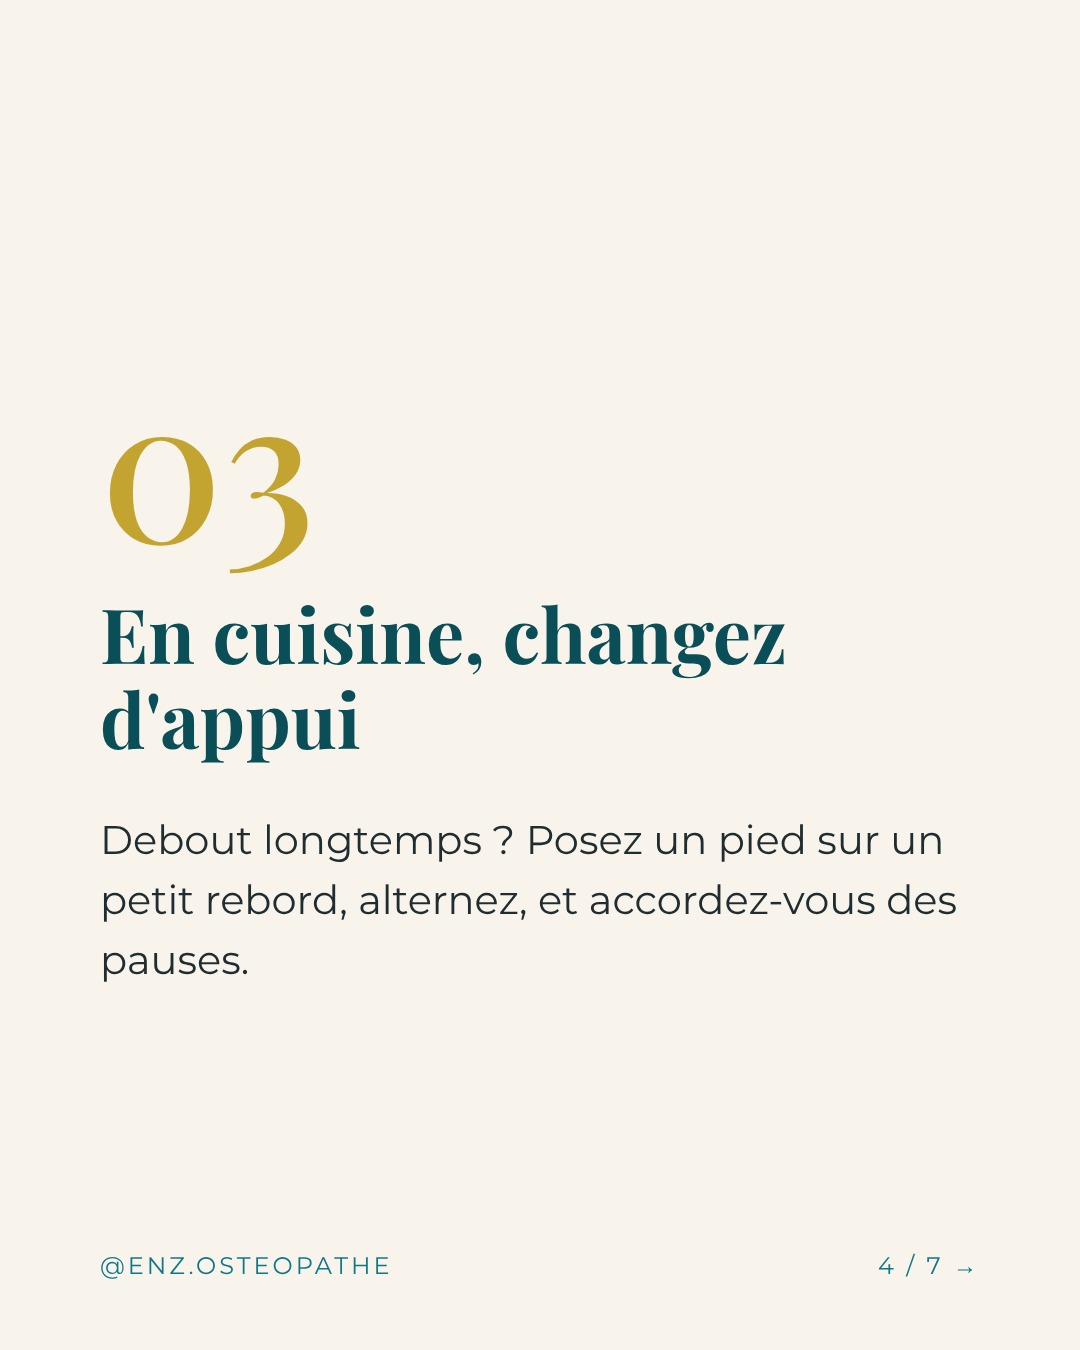 03
En cuisine, changez
d'appui
Debout longtemps ? Posez un pied sur un
petit rebord, alternez, et accordez-vous des
pauses.
@ENZ.OSTEOPATHE
4 / 7 →